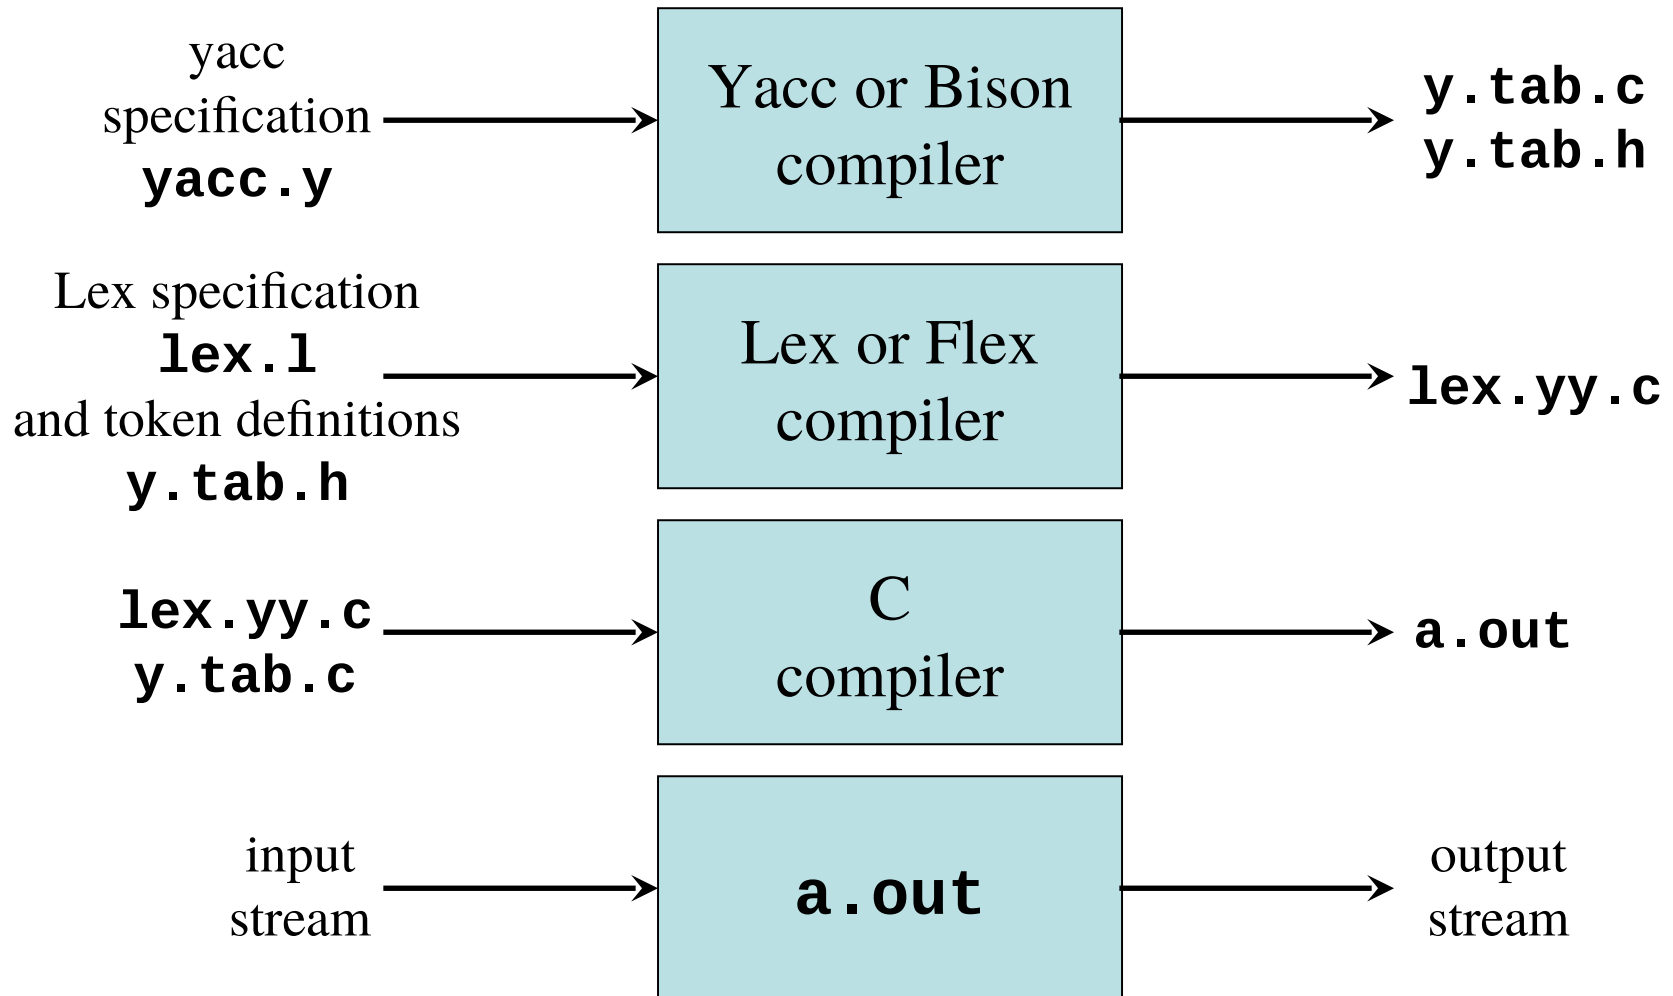 yacc
specification
yacc.y
Yacc or Bison
compiler
y.tab.c
y.tab.h
Lex specification
lex.l
and token definitions
y.tab.h
Lex or Flex
compiler
lex.yy.c
lex.yy.c
y.tab.c
C
compiler
a.out
input
stream
a.out
output
stream